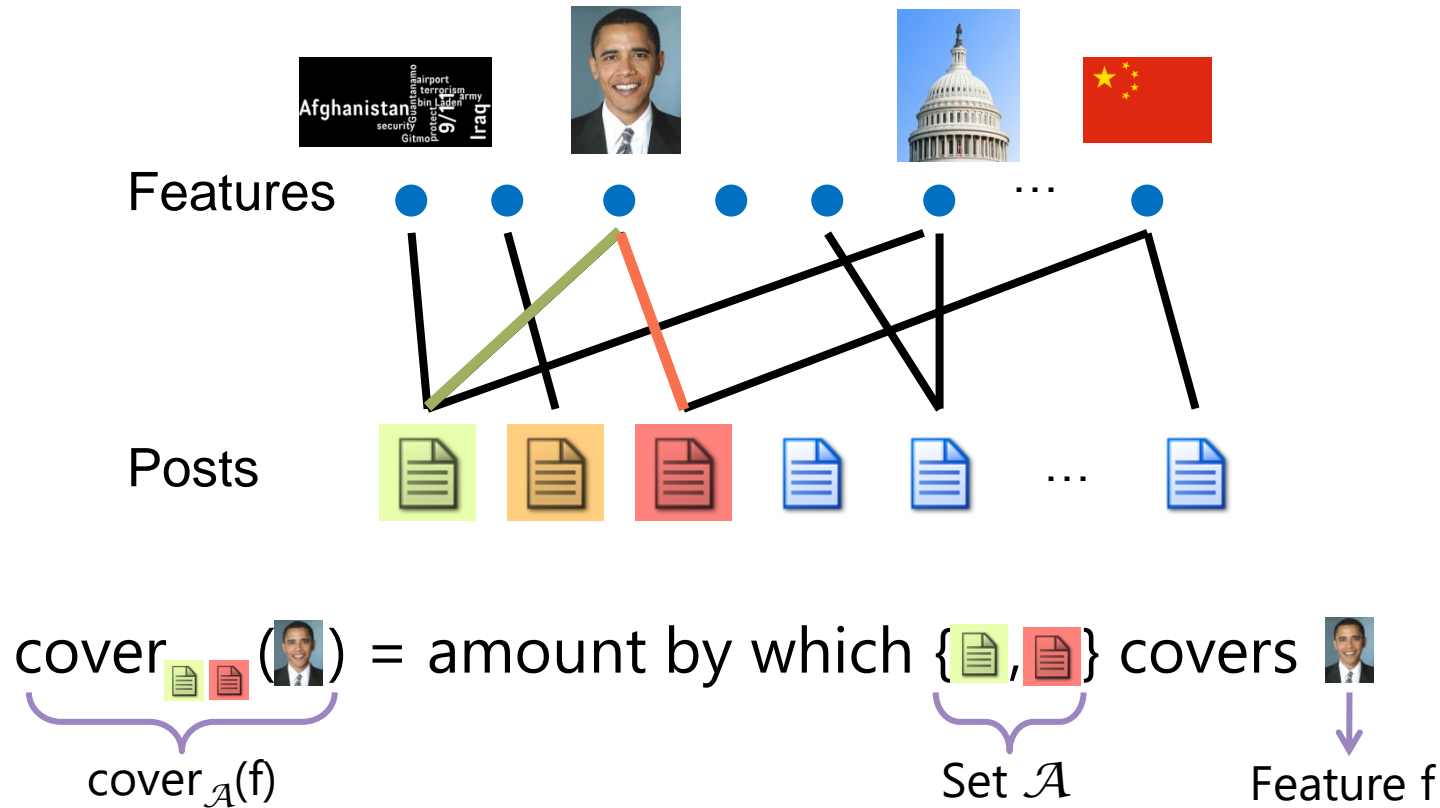 airport
terrorism
Guantanamo
bin Laden
army
Afghanistan
9/11
Iraq
security
protect
Gitmo
Features
...
Posts
...
cover ( ) = amount by which { , } covers
cover𝒜(f)
Set 𝒜
Feature f